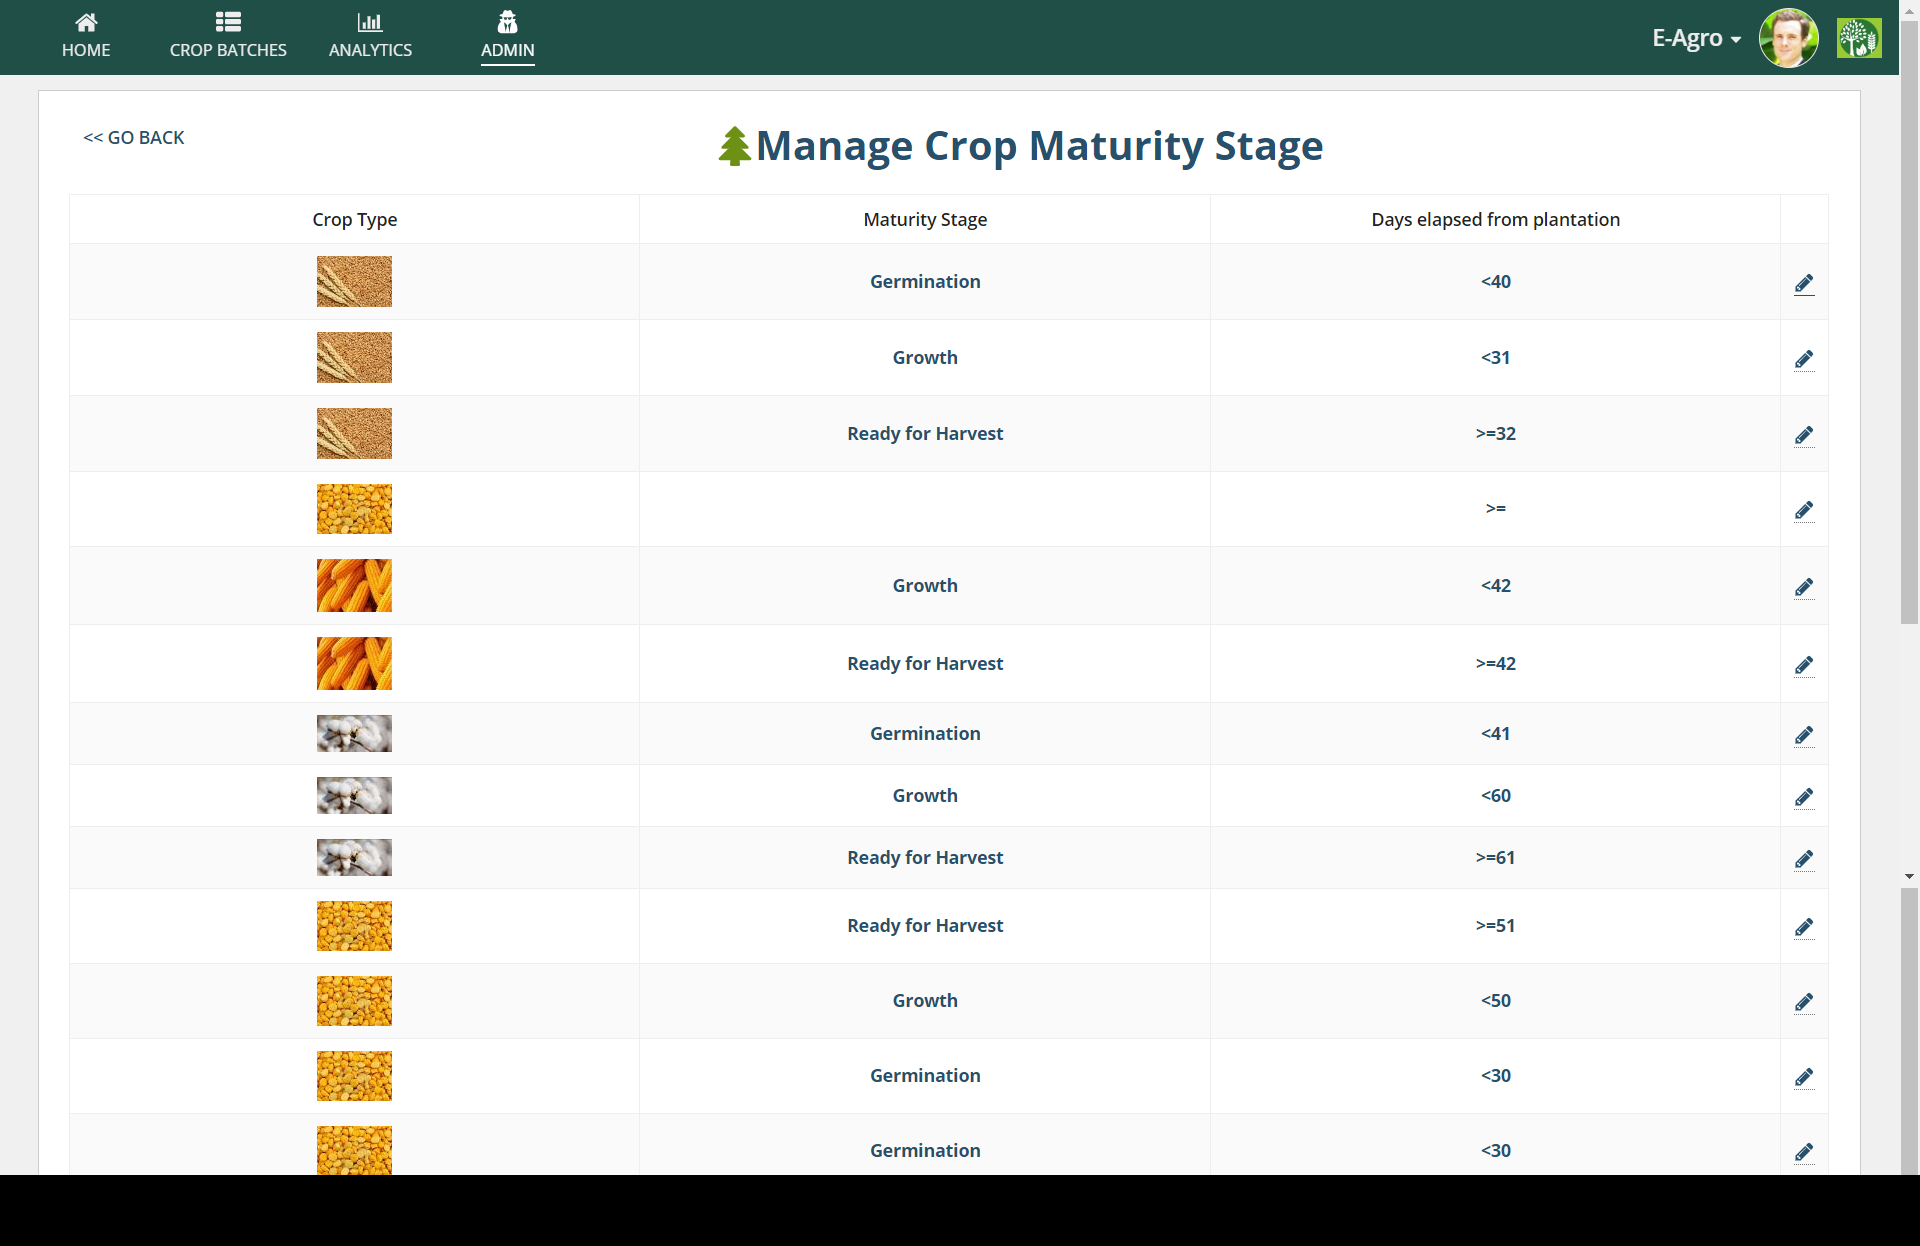 HOME
CROP BATCHES
ANALYTICS
ADMIN
E-Agro
<< GO BACK
Manage Crop Maturity Stage
Crop Type Maturity Stage Days elapsed from plantation
Germination <40
Growth <31
Ready for Harvest >=32
>=
Growth <42
Ready for Harvest >=42
Germination <41
Growth <60
Ready for Harvest >=61
Ready for Harvest >=51
Growth <50
Germination <30
Germination <30